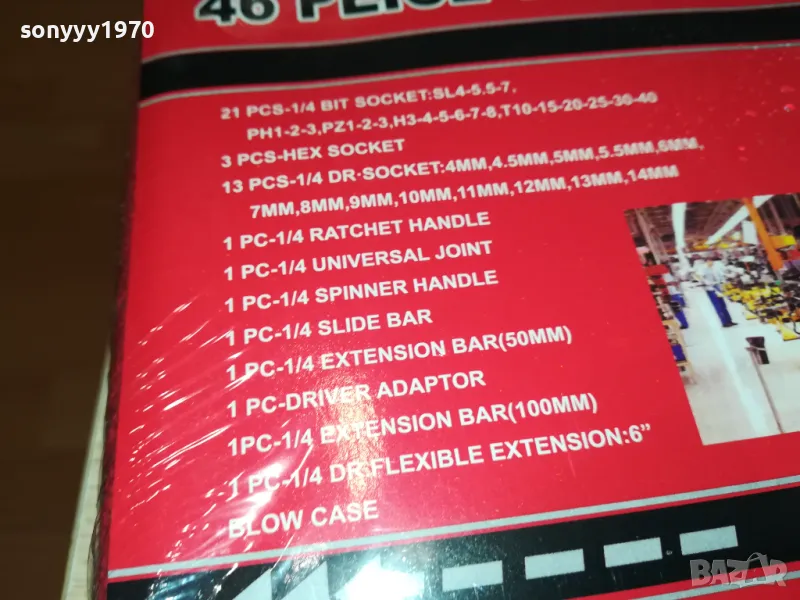 sonyyy1970
46 PEICE
21 PCS-1/4 BIT SOCKET:SL4-5.5-7,
PH1-2-3,PZ1-2-3,H3-4-5-6-7-8,T10-15-20-25-30-40
3 PCS-HEX SOCKET
13 PCS-1/4 DR·SOCKET:4MM,4.5MM,5MM,5.5MM,6MM,
7MM,8MM,9MM,10MM,11MM,12MM,13MM,14MM
1 PC-1/4 RATCHET HANDLE
1 PC-1/4 UNIVERSAL JOINT
1 PC-1/4 SPINNER HANDLE
1 PC-1/4 SLIDE BAR
1 PC-1/4 EXTENSION BAR(50MM)
1 PC-DRIVER ADAPTOR
1PC-1/4 EXTENSION BAR(100MM)
1 PC-1/4 DR FLEXIBLE EXTENSION:6”
BLOW CASE
BAZAR